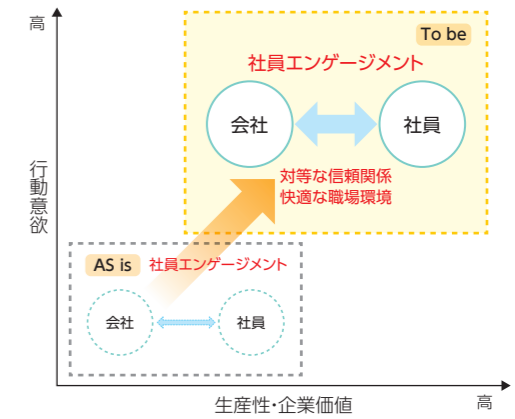 高
To be
社員エンゲージメント
会社
社員
対等な信頼関係
快適な職場環境
行動意欲
AS is
社員エンゲージメント
会社
社員
生産性・企業価値
高